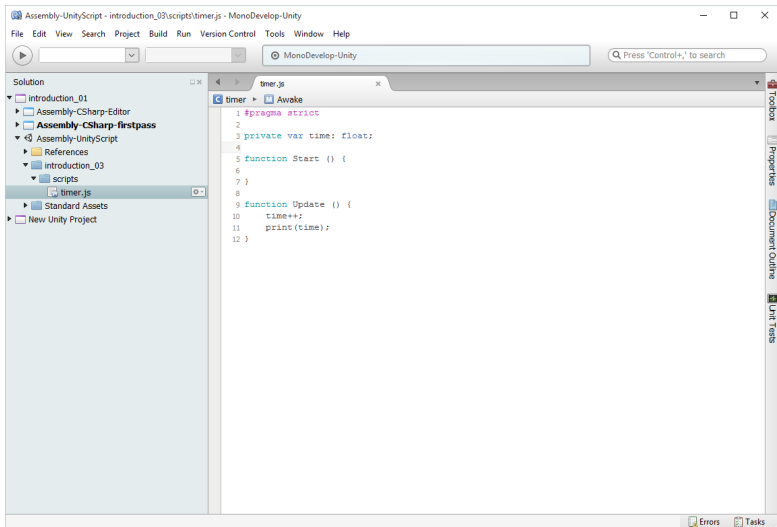 Assembly-UnityScript - introduction_03\scripts\timer.js - MonoDevelop-Unity
File Edit View Search Project Build Run Version Control Tools Window Help
MonoDevelop-Unity
Press 'Control+,' to search
Solution
timer.js
introduction_01
Assembly-CSharp-Editor
Assembly-CSharp-firstpass
Assembly-UnityScript
References
introduction_03
scripts
timer.js
Standard Assets
New Unity Project
C timer M Awake
1 #pragma strict
2
3 private var time: float;
4
5 function Start () {
6
7 }
8
9 function Update () {
10 time++;
11 print(time);
12 }
Toolbox
Properties
Document Outline
Unit Tests
Errors Tasks